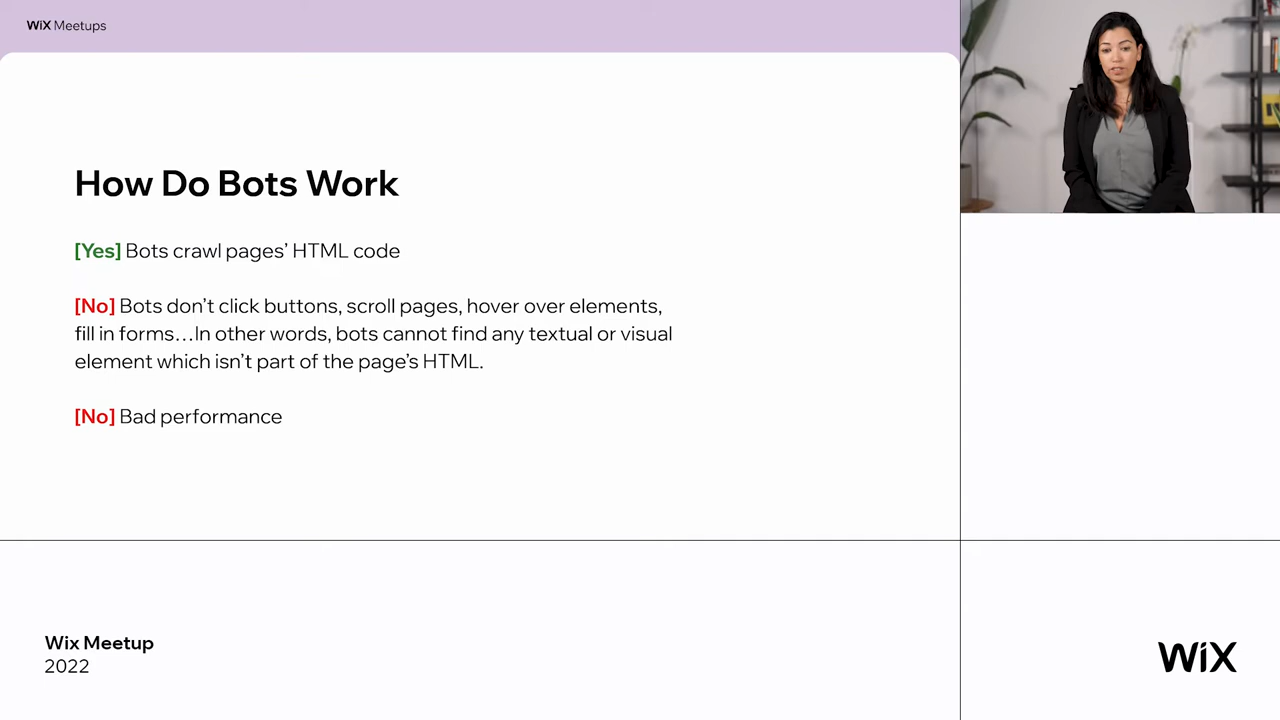 WiX Meetups
How Do Bots Work
[Yes] Bots crawl pages’ HTML code
[No] Bots don’t click buttons, scroll pages, hover over elements,
fill in forms…In other words, bots cannot find any textual or visual
element which isn’t part of the page’s HTML.
[No] Bad performance
Wix Meetup
2022
WiX